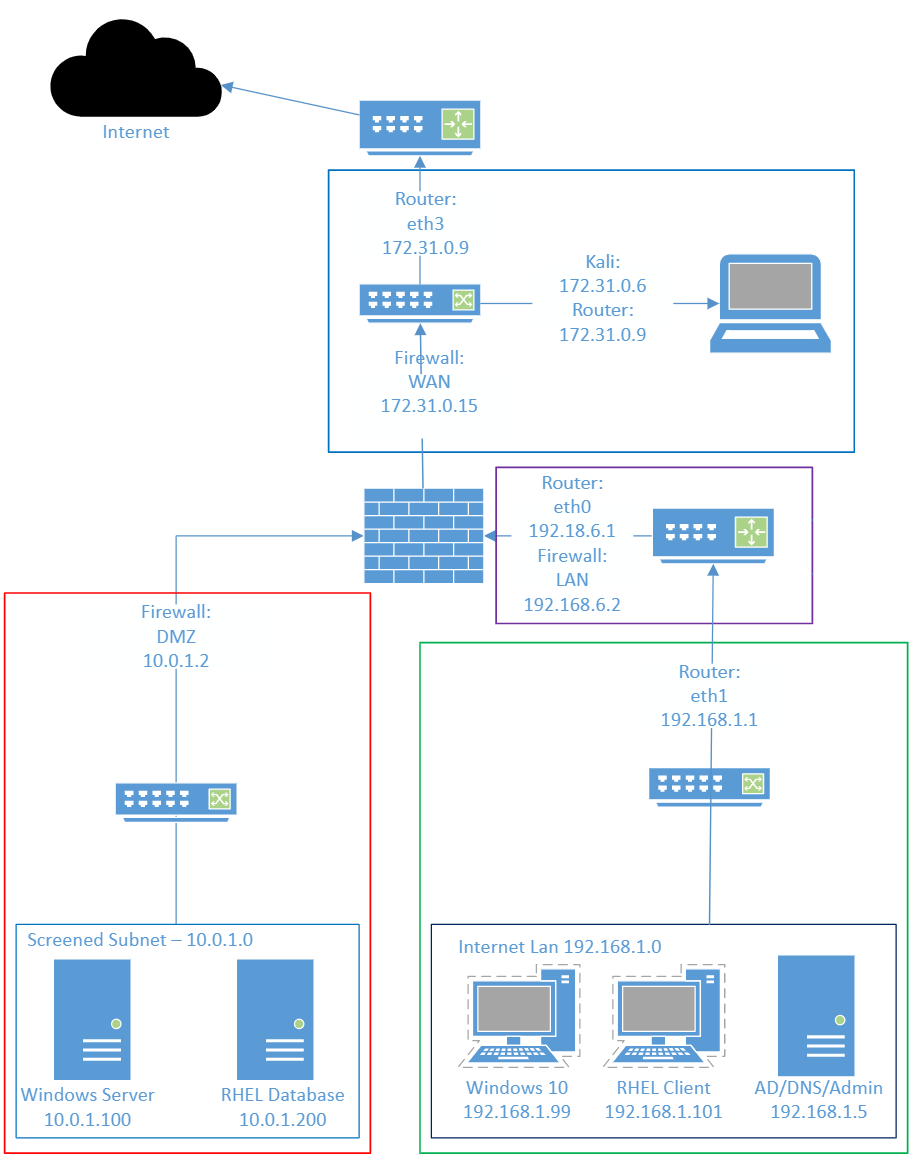 Internet
Router:
eth3
172.31.0.9
Kali:
172.31.0.6
Router:
172.31.0.9
Firewall:
WAN
172.31.0.15
Router:
eth0
192.18.6.1
Firewall:
LAN
192.168.6.2
Firewall:
DMZ
10.0.1.2
Router:
eth1
192.168.1.1
Screened Subnet – 10.0.1.0
Windows Server
10.0.1.100
RHEL Database
10.0.1.200
Internet Lan 192.168.1.0
Windows 10
192.168.1.99
RHEL Client
192.168.1.101
AD/DNS/Admin
192.168.1.5